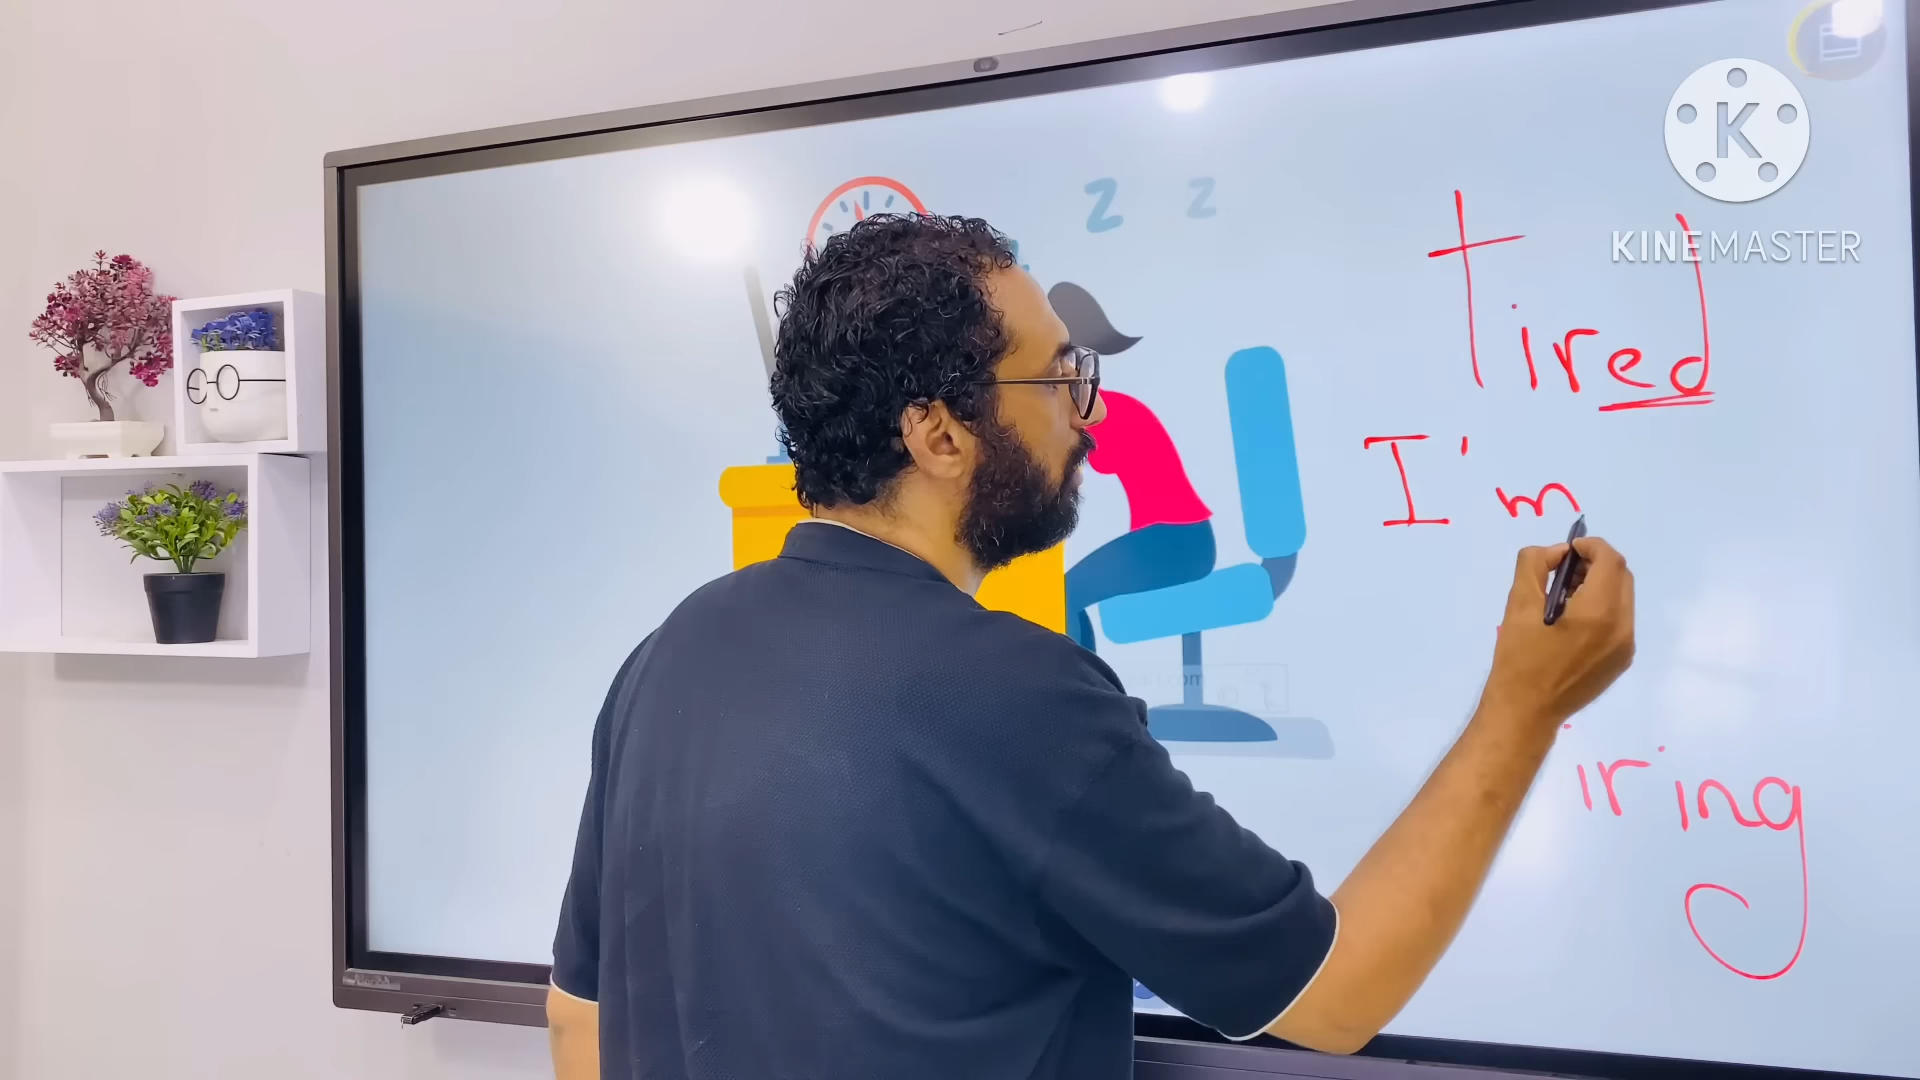 Z Z
KINEMASTER
tired
I'm
iring